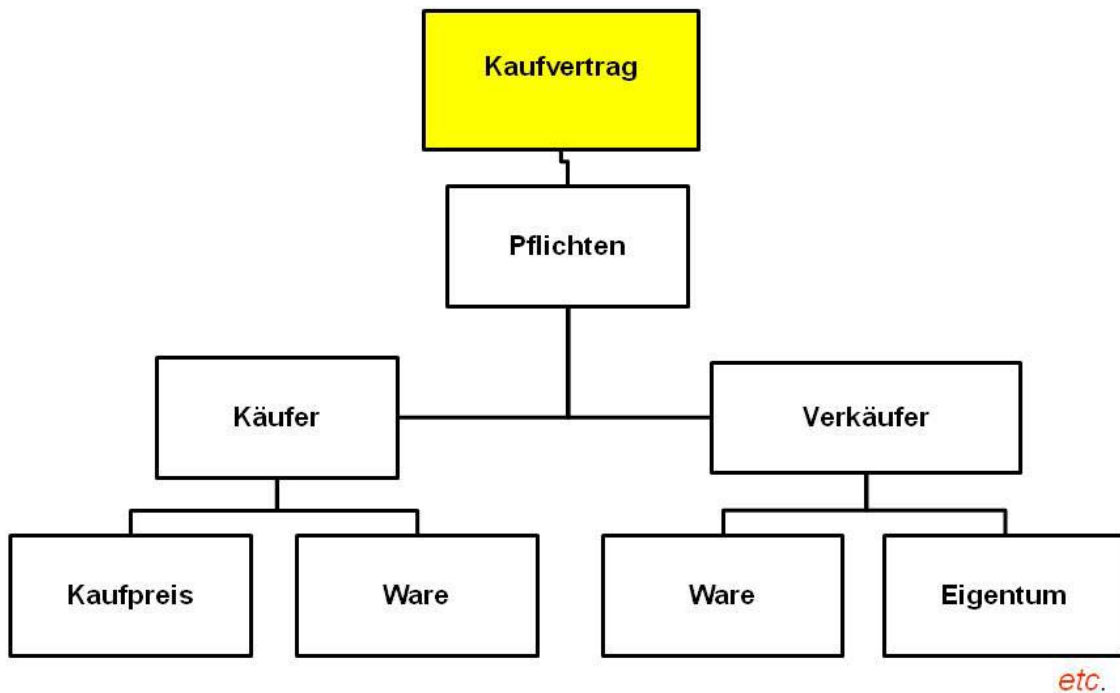 Kaufvertrag
Pflichten
Käufer
Verkäufer
Kaufpreis
Ware
Ware
Eigentum
etc.